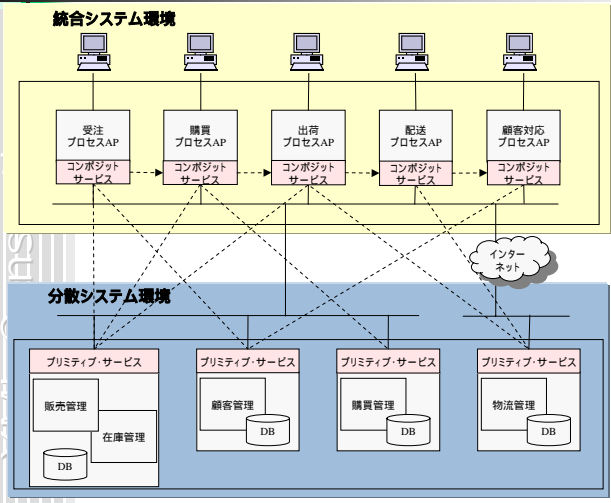 統合システム環境
受注
プロセスAP
コンポジット
サービス
購買
プロセスAP
コンポジット
サービス
出荷
プロセスAP
コンポジット
サービス
配送
プロセスAP
コンポジット
サービス
顧客対応
プロセスAP
コンポジット
サービス
インター
ネット
分散システム環境
プリミティブ・サービス
販売管理
在庫管理
DB
プリミティブ・サービス
顧客管理
DB
プリミティブ・サービス
購買管理
DB
プリミティブ・サービス
物流管理
DB